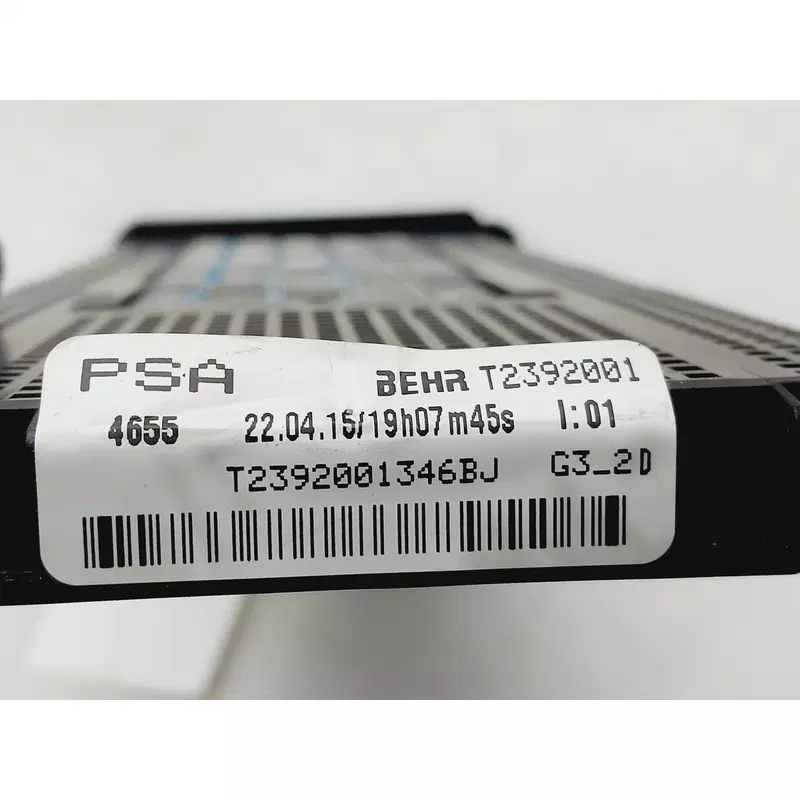 PSA BEHR T2392001
4655 22.04.15/19h07m45s I:01
T2392001346BJ G3_2D